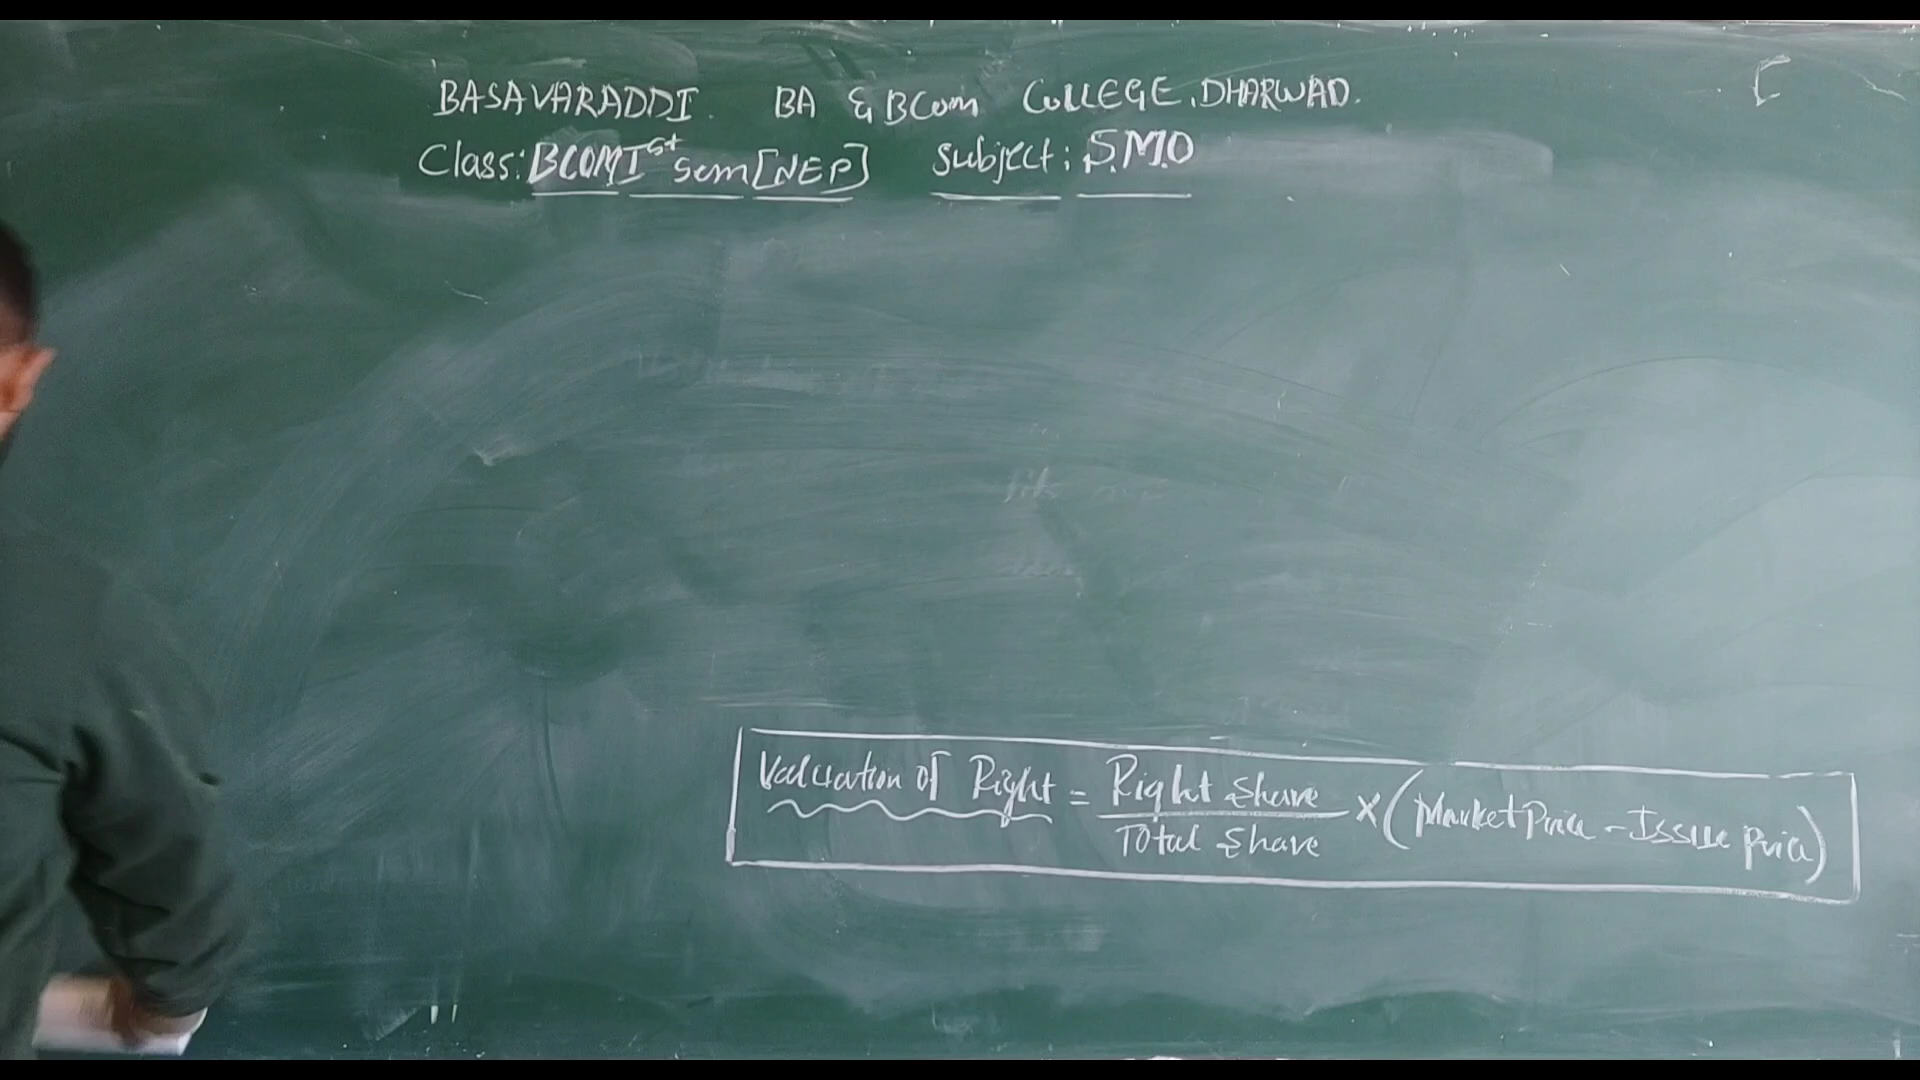 BASAVARADDI. BA & BCom COLLEGE, DHARWAD.
Class: BCOM Ist Sem [NEP] Subject: S.M.O
Valuation of Right = Right Share / Total Share × (Market Price - Issue Price)